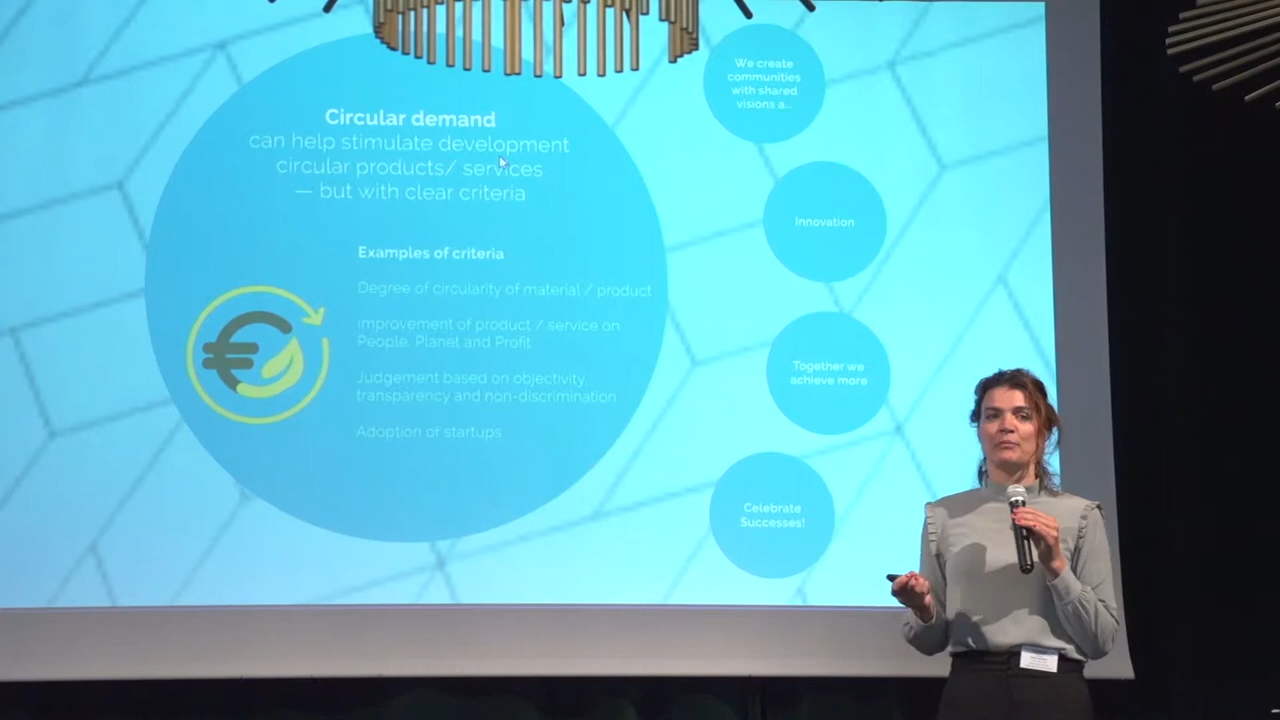 Circular demand
can help stimulate development
circular products/ services
— but with clear criteria
Examples of criteria
Degree of circularity of material / product
Improvement of product / service on
People, Planet and Profit
Judgement based on objectivity,
transparency and non-discrimination
Adoption of startups
We create
communities
with shared
visions a...
Innovation
Together we
achieve more
Celebrate
Successes!